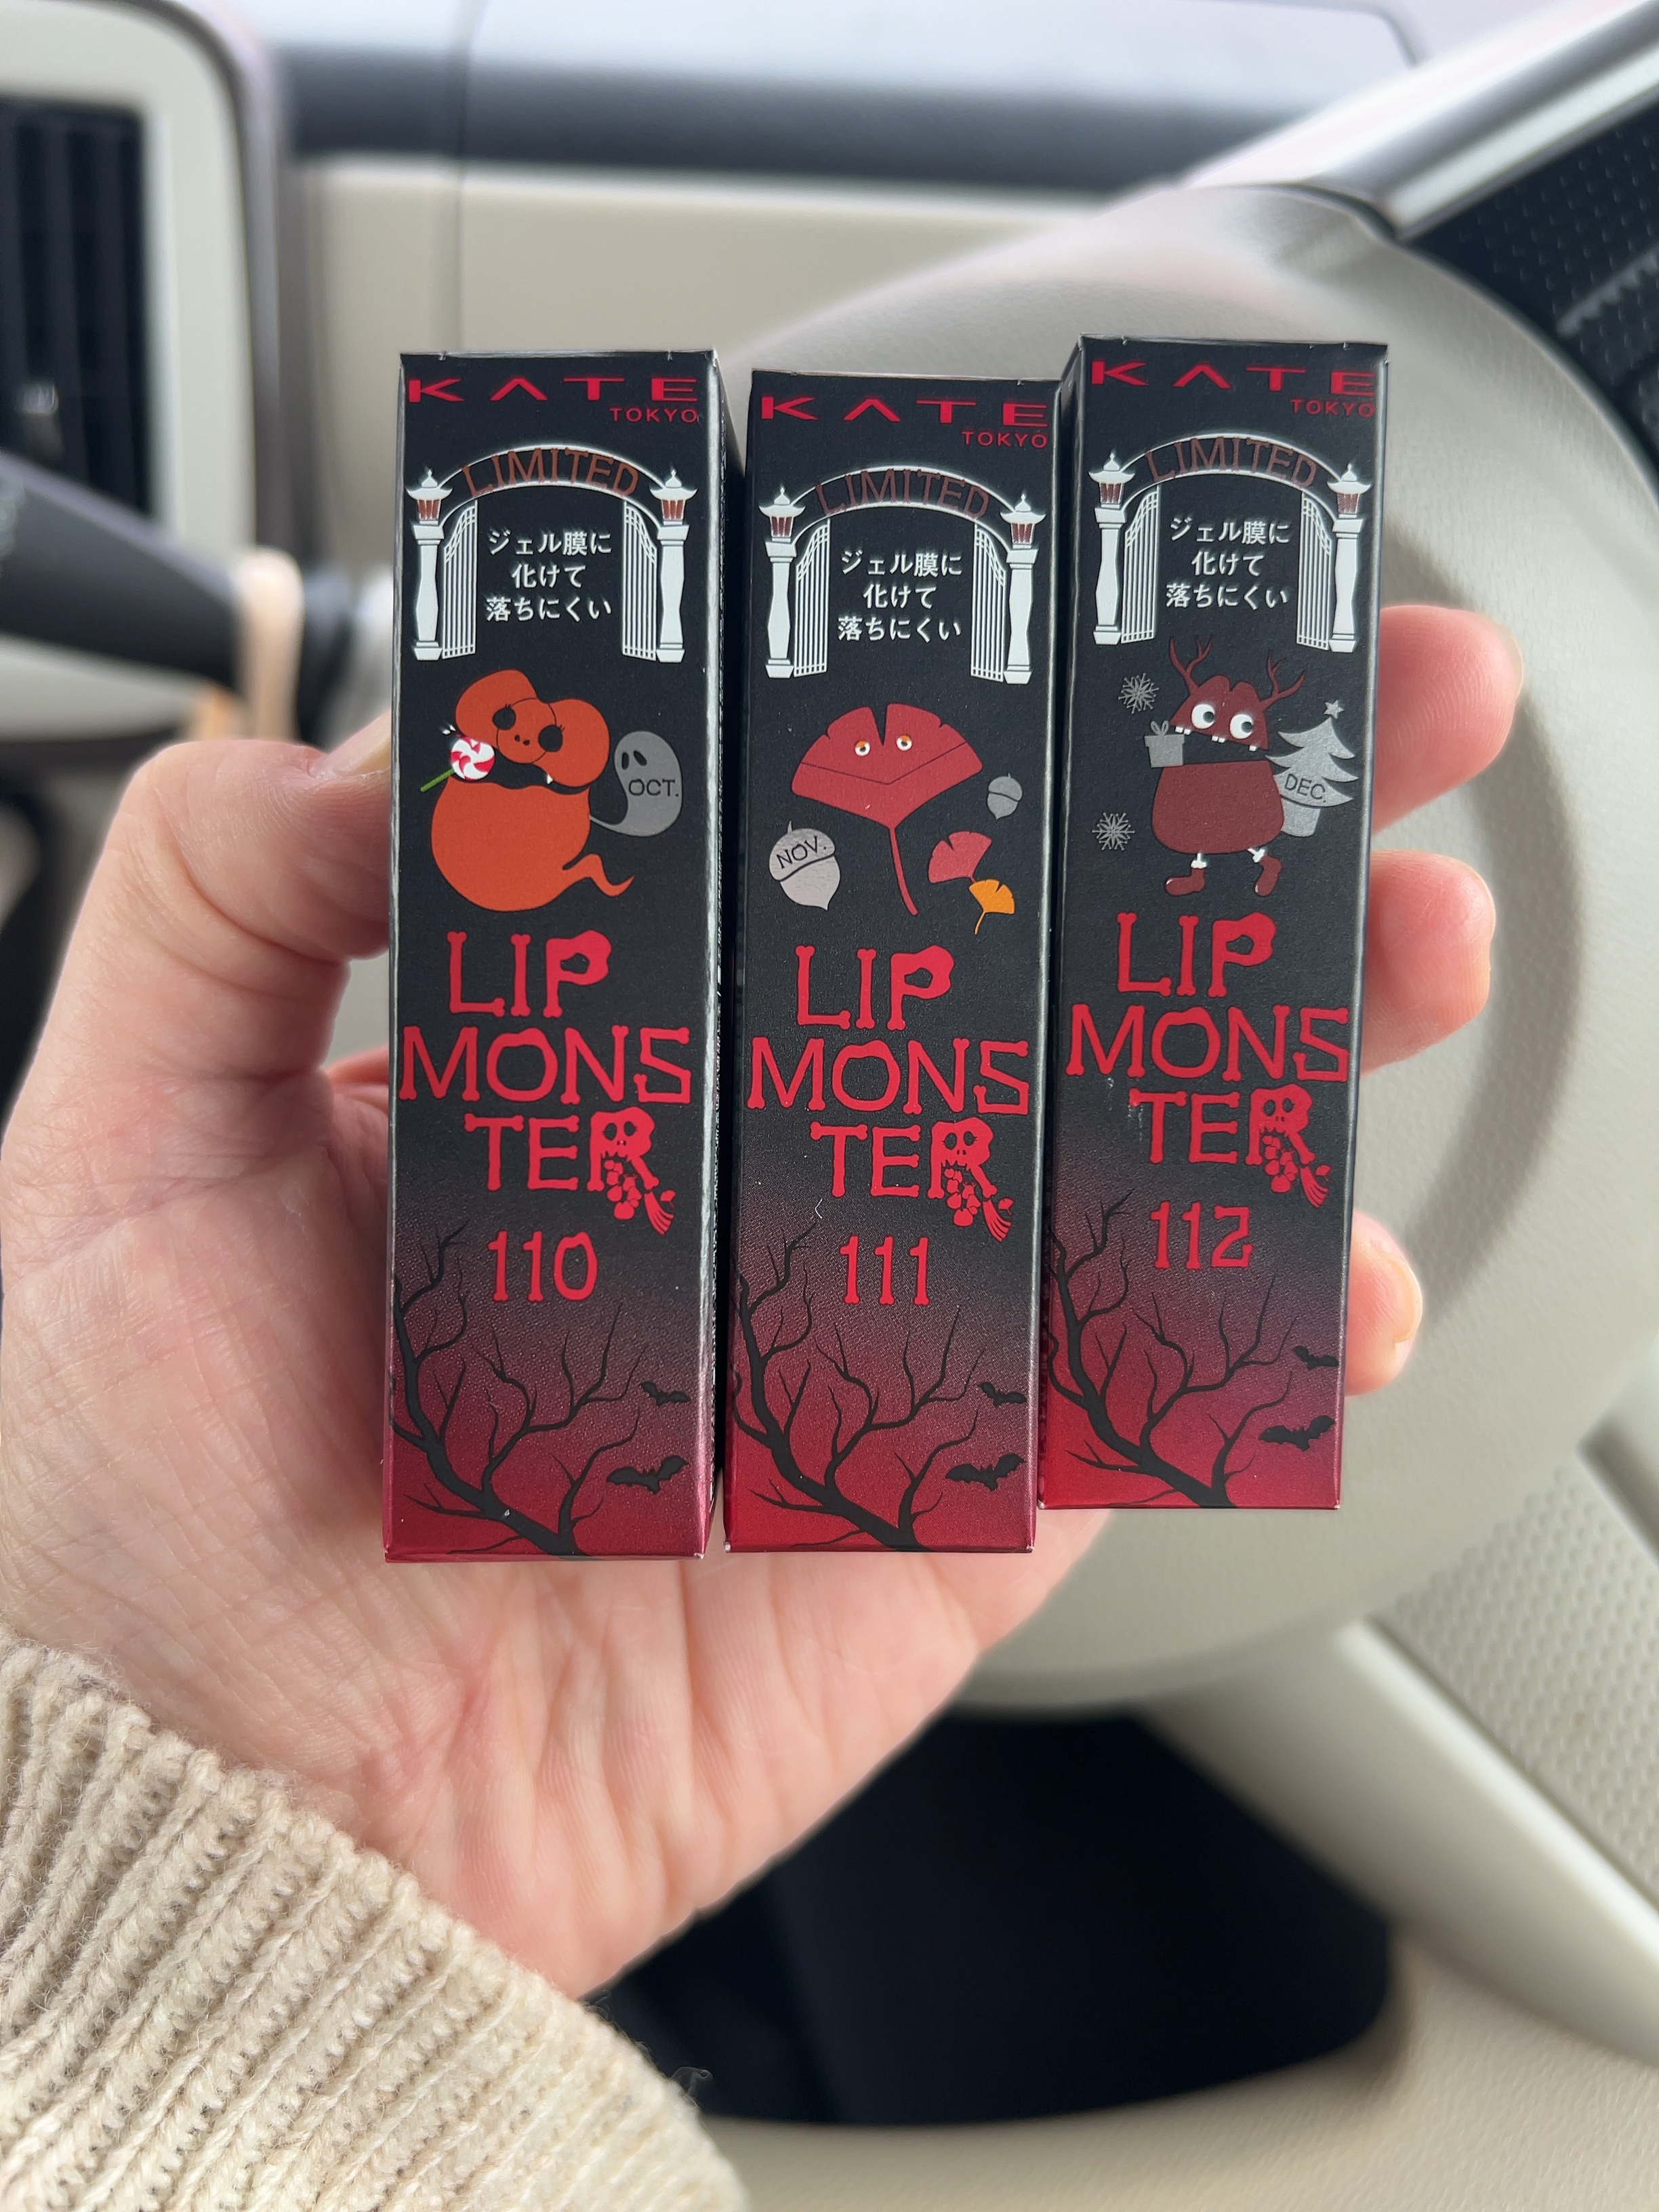 KATE
TOKYO
LIMITED
ジェル膜に
化けて
落ちにくい
OCT.
LIP
MONS
TER
110
KATE
TOKYO
LIMITED
ジェル膜に
化けて
落ちにくい
NOV.
LIP
MONS
TER
111
KATE
TOKYO
LIMITED
ジェル膜に
化けて
落ちにくい
DEC.
LIP
MONS
TER
112